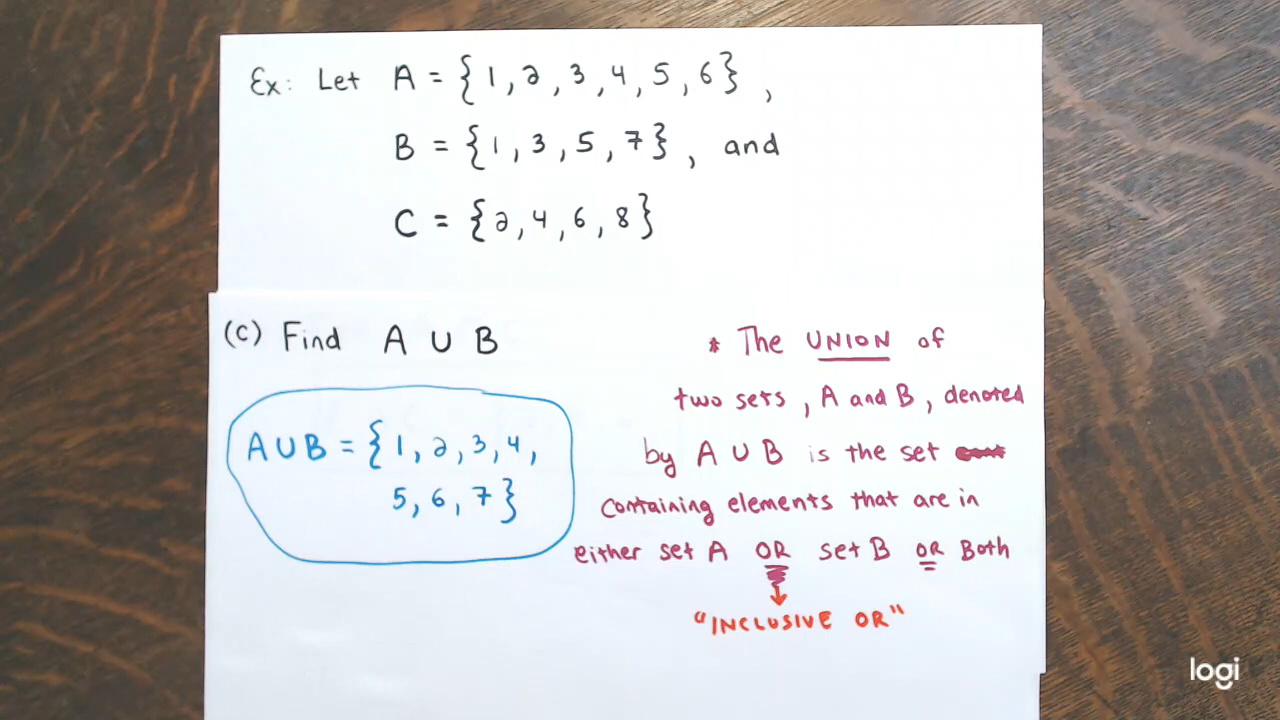 Ex: Let A = {1, 2, 3, 4, 5, 6},
B = {1, 3, 5, 7}, and
C = {2, 4, 6, 8}
(c) Find A ∪ B
A ∪ B = {1, 2, 3, 4,
5, 6, 7}
* The UNION of
two sets, A and B, denoted
by A ∪ B is the set
containing elements that are in
either set A OR set B OR Both
"INCLUSIVE OR"
logi